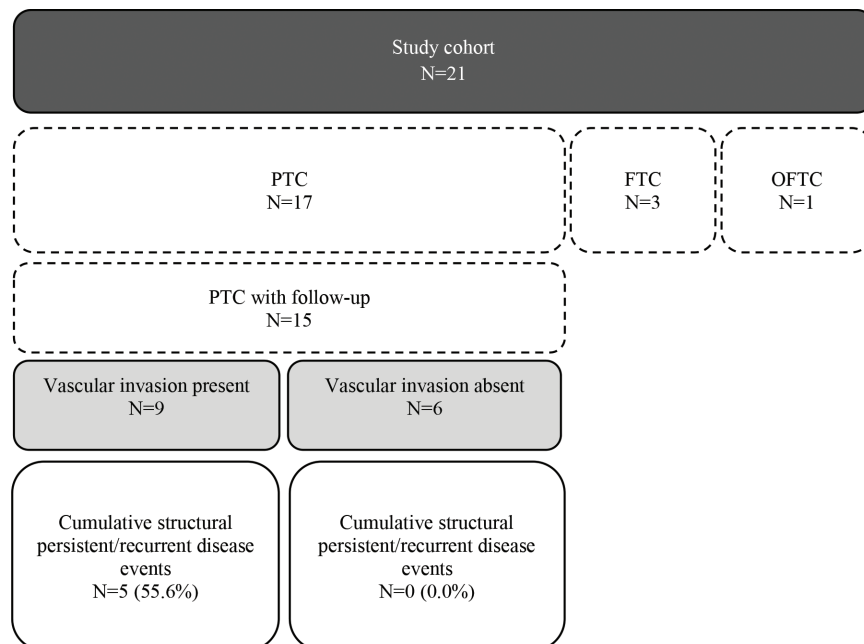 Study cohort
N=21
PTC
N=17
FTC
N=3
OFTC
N=1
PTC with follow-up
N=15
Vascular invasion present
N=9
Vascular invasion absent
N=6
Cumulative structural
persistent/recurrent disease
events
N=5 (55.6%)
Cumulative structural
persistent/recurrent disease
events
N=0 (0.0%)